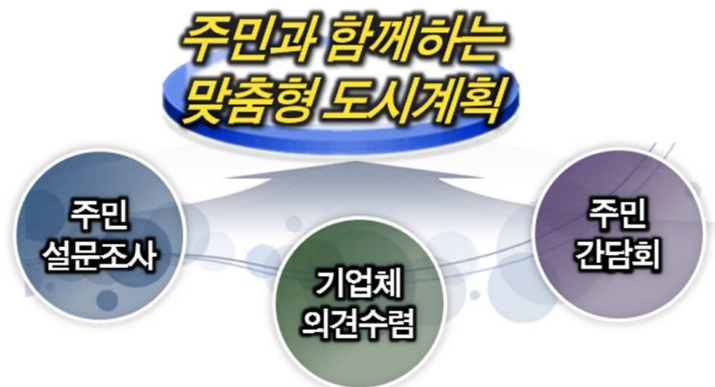 주민과 함께하는
맞춤형 도시계획
주민
설문조사
기업체
의견수렴
주민
간담회